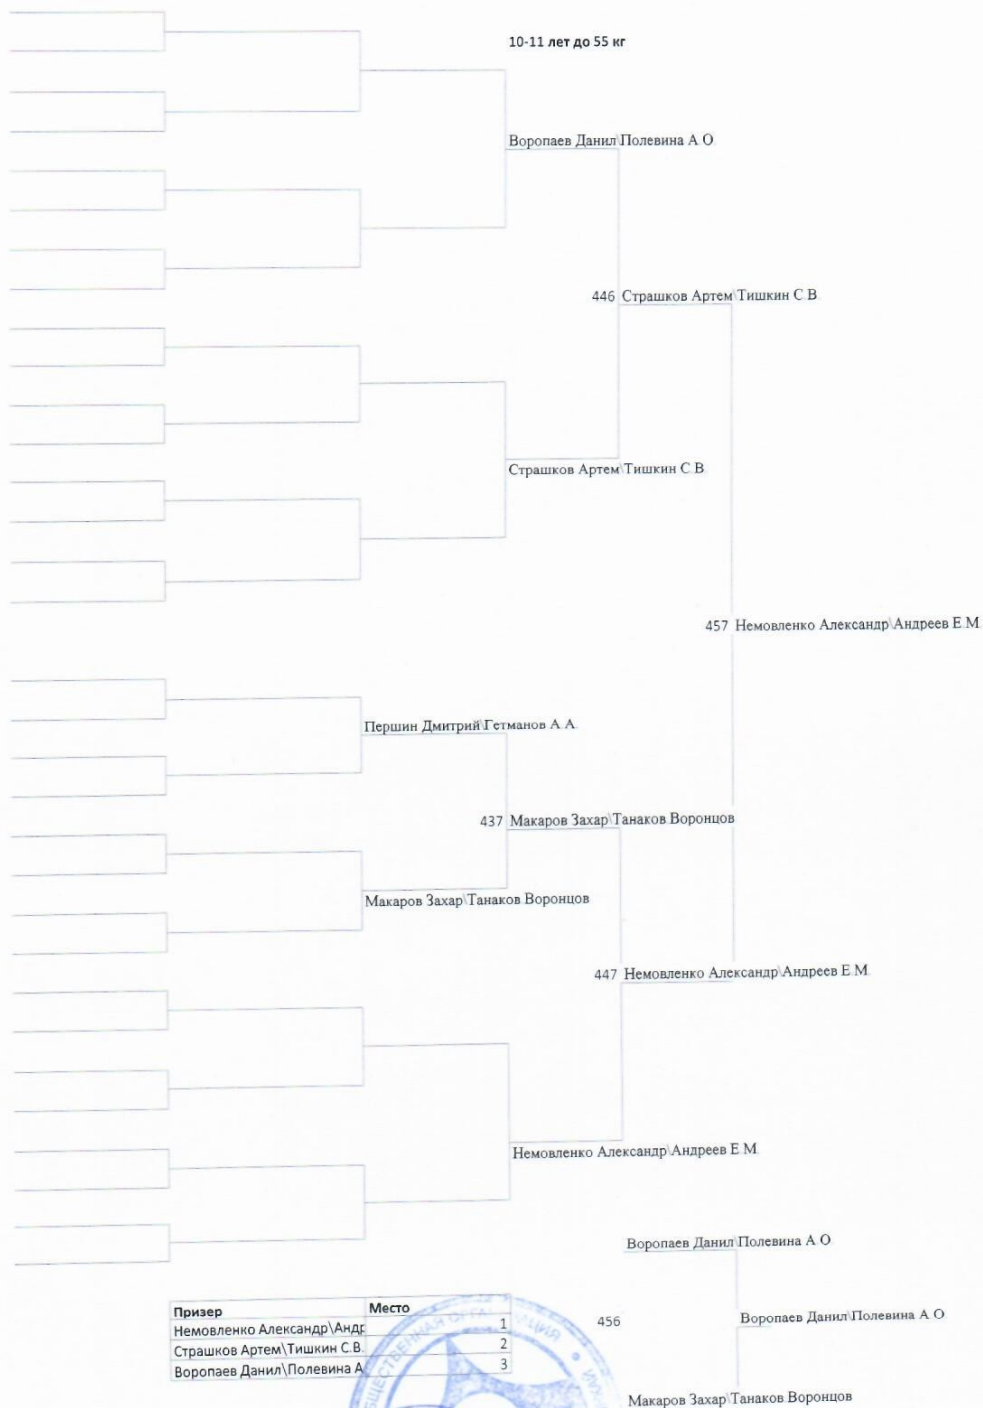 10-11 лет до 55 кг
Воропаев Данил\Полевина А.О.
446 Страшков Артем\Тишкин С.В.
Страшков Артем\Тишкин С.В.
457 Немовленко Александр\Андреев Е.М.
Першин Дмитрий\Гетманов А.А.
437 Макаров Захар\Танаков Воронцов
Макаров Захар\Танаков Воронцов
447 Немовленко Александр\Андреев Е.М.
Немовленко Александр\Андреев Е.М.
Воропаев Данил\Полевина А.О.
Призер Место
Немовленко Александр\Андр 1
Страшков Артем\Тишкин С.В. 2
Воропаев Данил\Полевина А 3
456 Воропаев Данил\Полевина А.О.
Макаров Захар\Танаков Воронцов